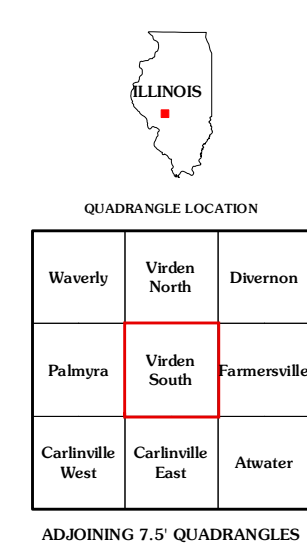 ILLINOIS
QUADRANGLE LOCATION
Waverly
Virden
North
Divernon
Palmyra
Virden
South
Farmersville
Carlinville
West
Carlinville
East
Atwater
ADJOINING 7.5' QUADRANGLES